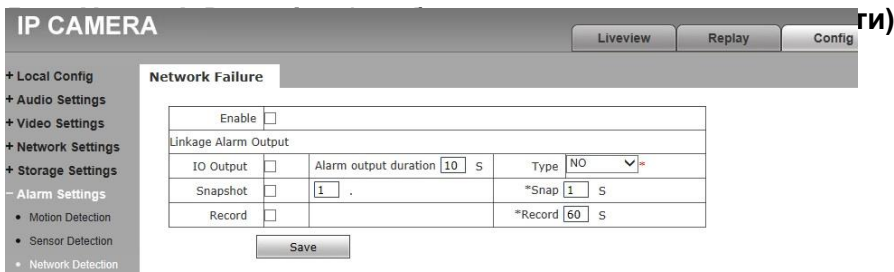 ти)
IP CAMERA
Liveview Replay Config
+ Local Config
+ Audio Settings
+ Video Settings
+ Network Settings
+ Storage Settings
− Alarm Settings
• Motion Detection
• Sensor Detection
• Network Detection
Network Failure
Enable
Linkage Alarm Output
IO Output Alarm output duration 10 S Type NO *
Snapshot 1 . *Snap 1 S
Record *Record 60 S
Save